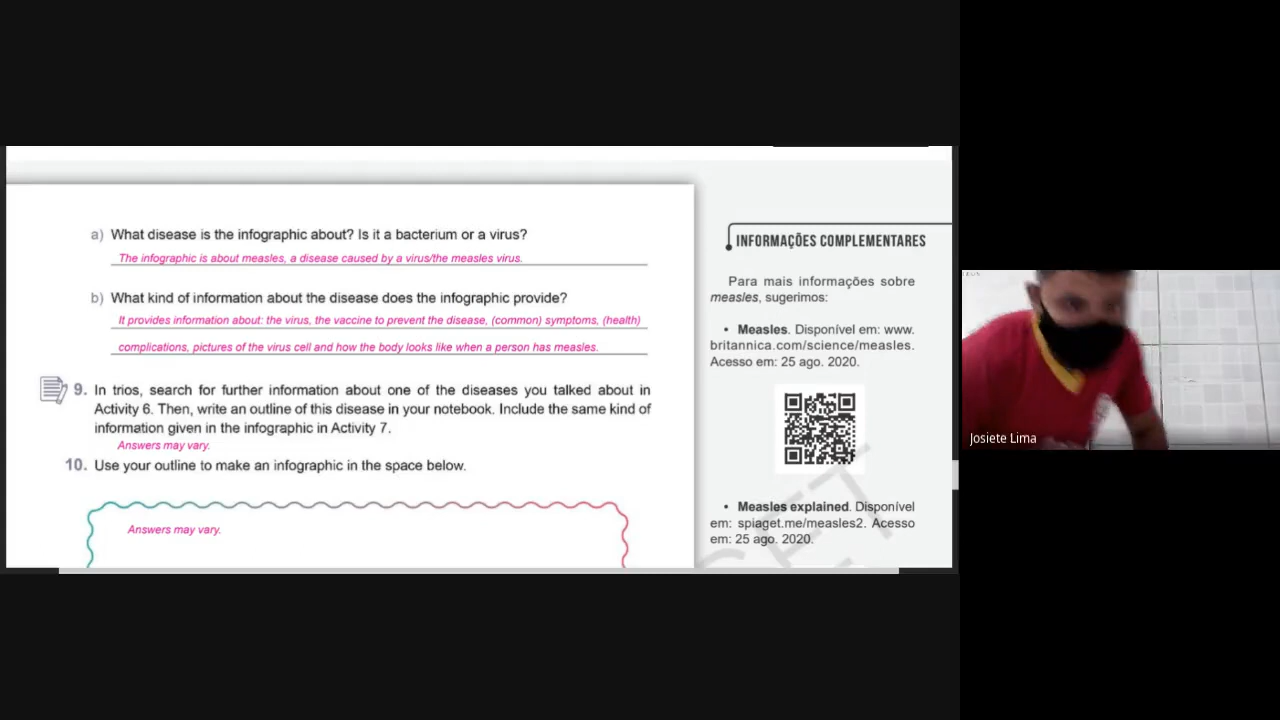 a) What disease is the infographic about? Is it a bacterium or a virus?
The infographic is about measles, a disease caused by a virus/the measles virus.
b) What kind of information about the disease does the infographic provide?
It provides information about: the virus, the vaccine to prevent the disease, (common) symptoms, (health)
complications, pictures of the virus cell and how the body looks like when a person has measles.
9. In trios, search for further information about one of the diseases you talked about in
Activity 6. Then, write an outline of this disease in your notebook. Include the same kind of
information given in the infographic in Activity 7.
Answers may vary.
10. Use your outline to make an infographic in the space below.
Answers may vary.
INFORMAÇÕES COMPLEMENTARES
Para mais informações sobre
measles, sugerimos:
• Measles. Disponível em: www.
britannica.com/science/measles.
Acesso em: 25 ago. 2020.
• Measles explained. Disponível
em: spiaget.me/measles2. Acesso
em: 25 ago. 2020.
Josiete Lima